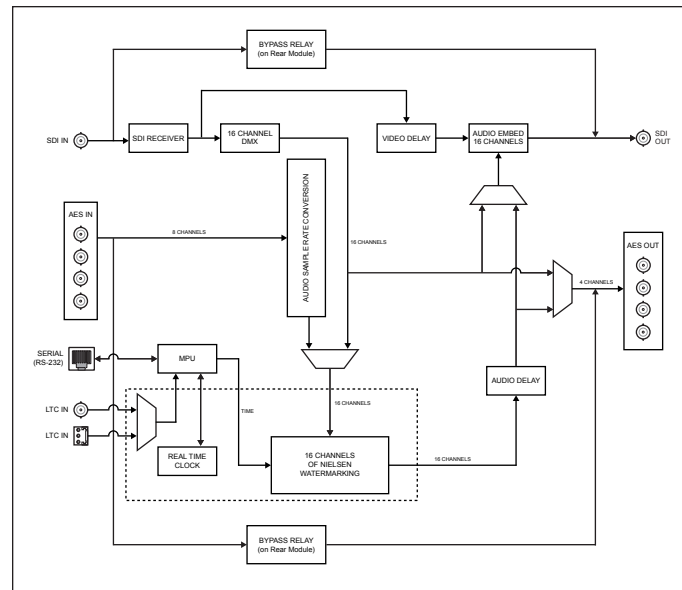 BYPASS RELAY
(on Rear Module)
SDI IN
SDI RECEIVER
16 CHANNEL
DMX
VIDEO DELAY
AUDIO EMBED
16 CHANNELS
SDI
OUT
AES IN
8 CHANNELS
AUDIO SAMPLE RATE CONVERSION
16 CHANNELS
AES OUT
4 CHANNELS
SERIAL
(RS-232)
MPU
AUDIO DELAY
LTC IN
LTC IN
TIME
16 CHANNELS
REAL TIME
CLOCK
16 CHANNELS
OF NIELSEN
WATERMARKING
16 CHANNELS
BYPASS RELAY
(on Rear Module)